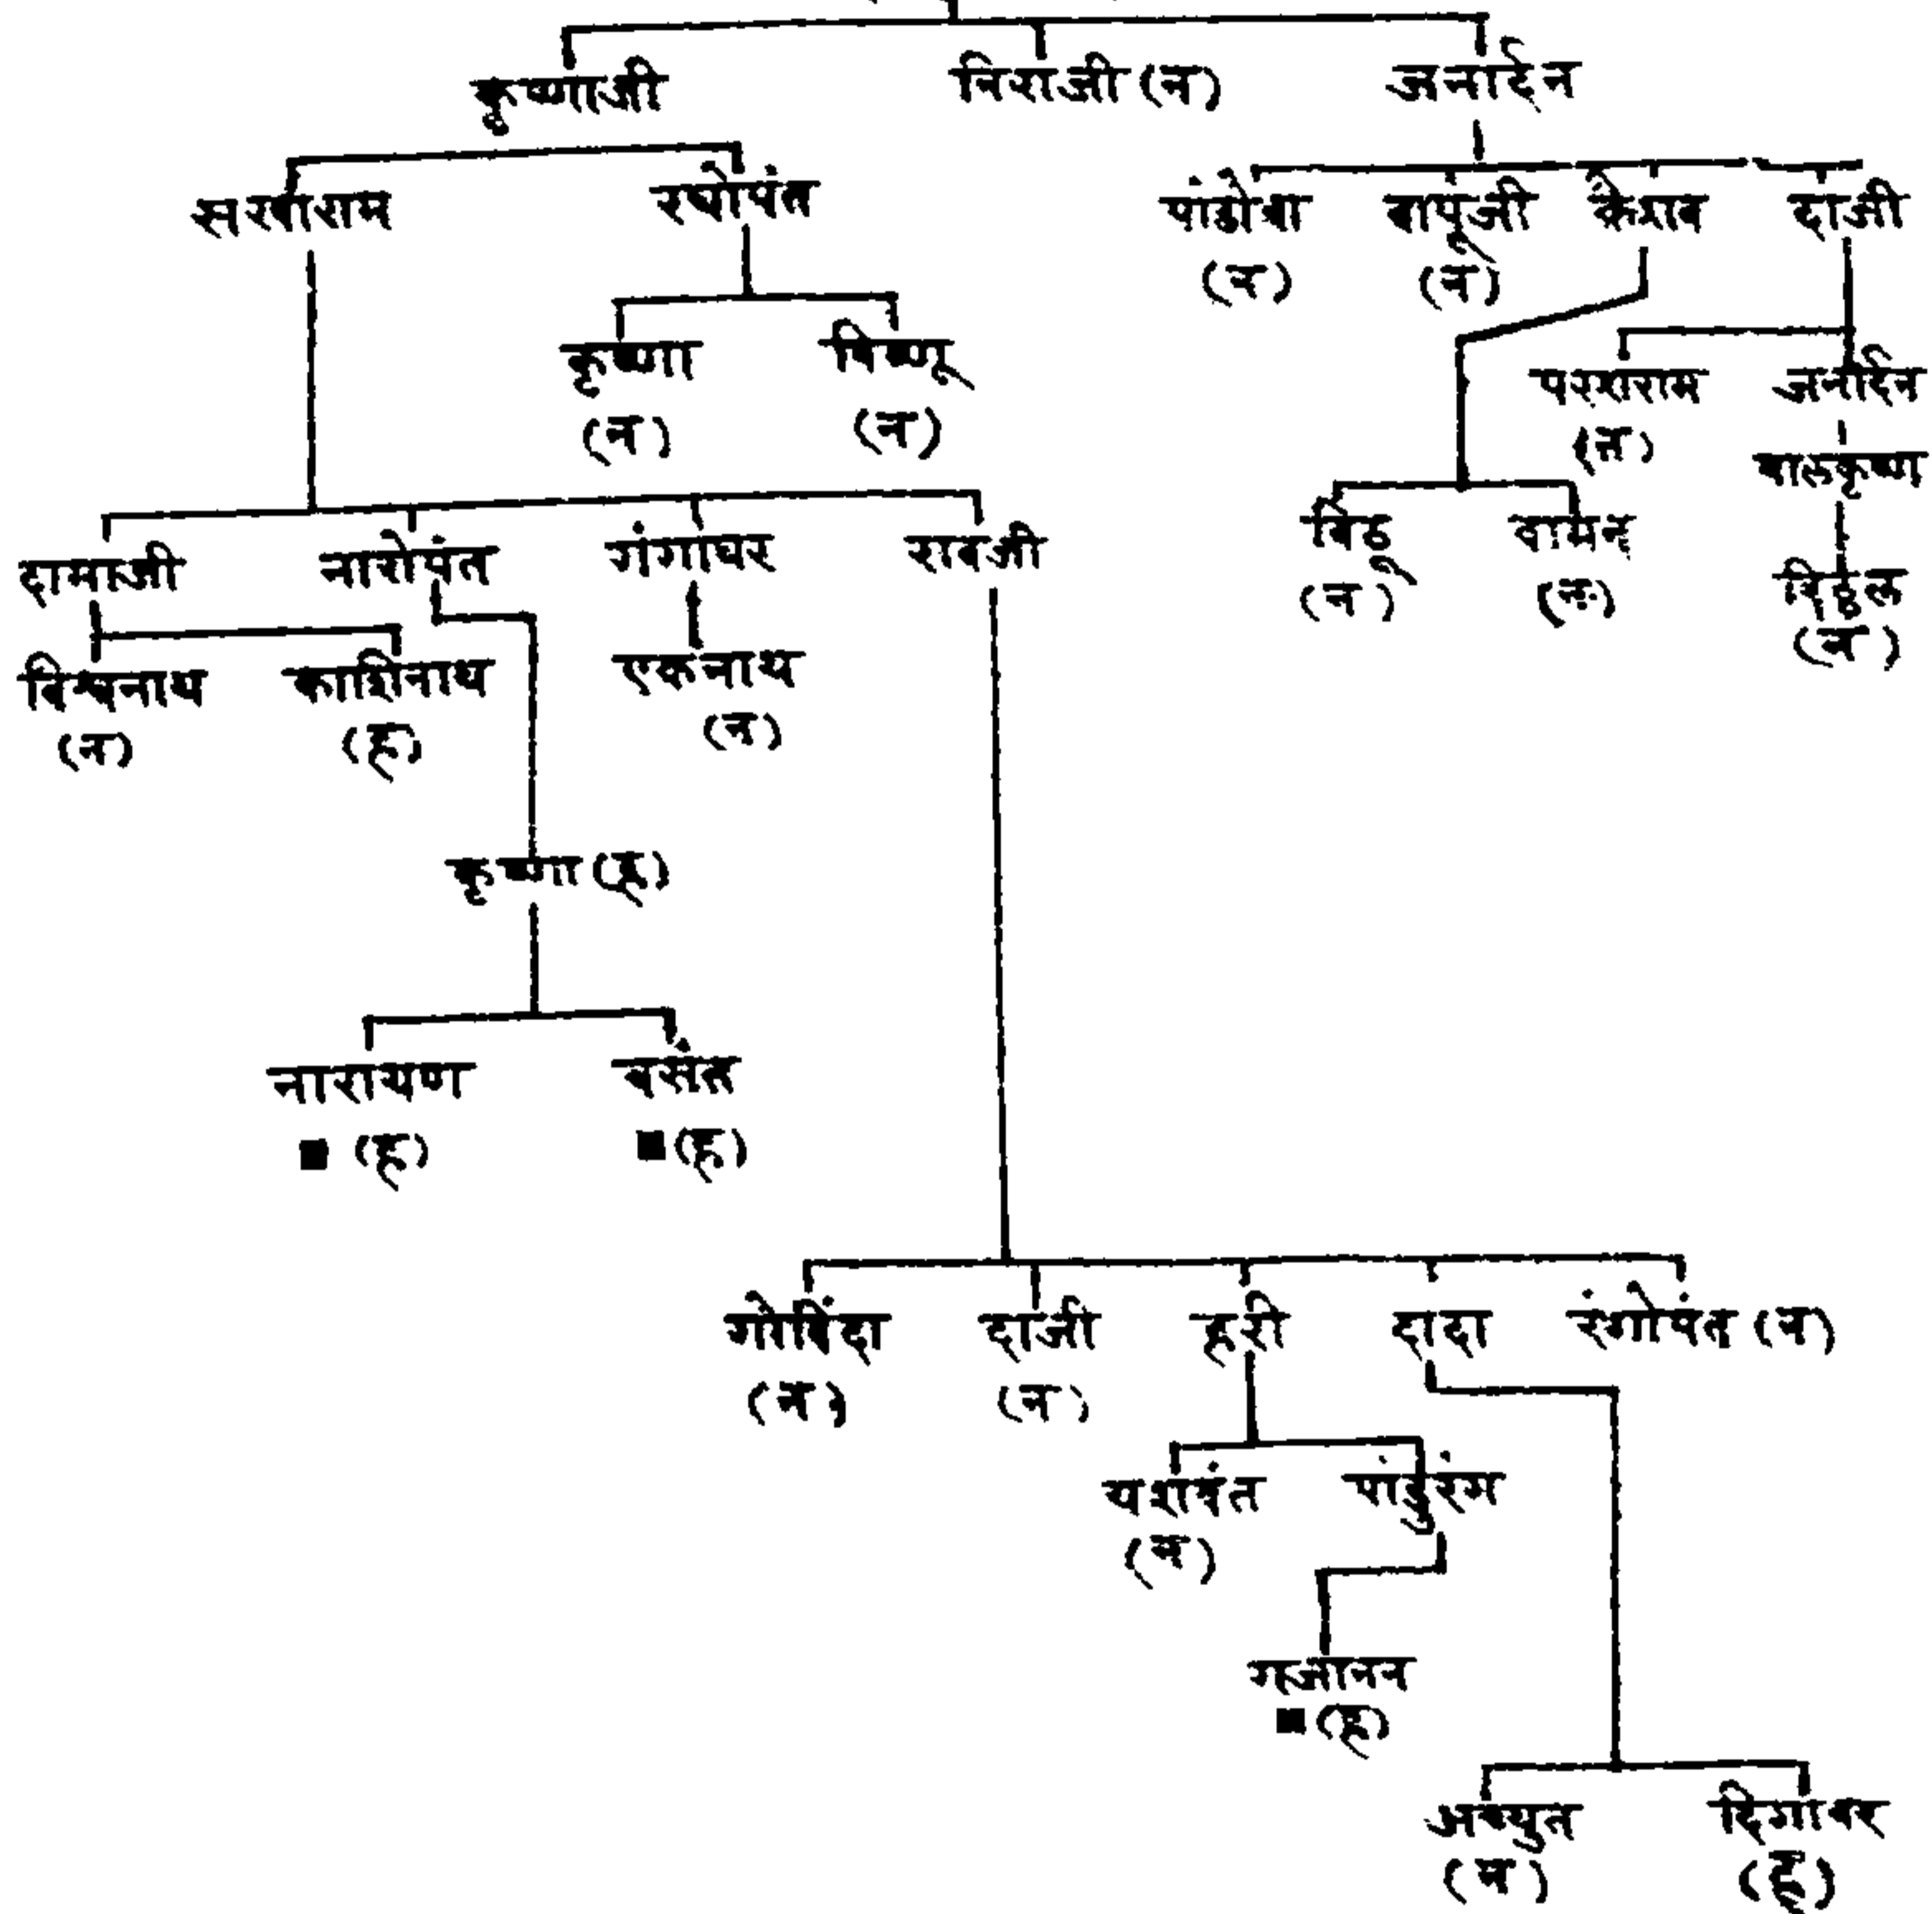 कृष्णाजी निराजी (न) जनार्दन
सखाराम रघोपंत पांडोबा बापूजी केशव दाजी
(न) (न)
कृष्णा विष्णू
परशराम जनार्दन
(न) (न) (न)
बालकृष्ण
दामाजी नारोपंत गंगाधर रावजी विठू वामन
विठ्ठल
(न) (न)
(न)
विश्वनाथ काशिनाथ एकनाथ
(न) (ह) (न)
कृष्णा (ह)
नारायण वसंत
■ (ह) ■ (ह)
गोविंदा दाजी हरी दादा रंगोपंत (न)
(न) (न)
यशवंत पांडुरंग
(न)
गजानन
■ (ह)
अच्युत दिगांबर
(न) (ह)